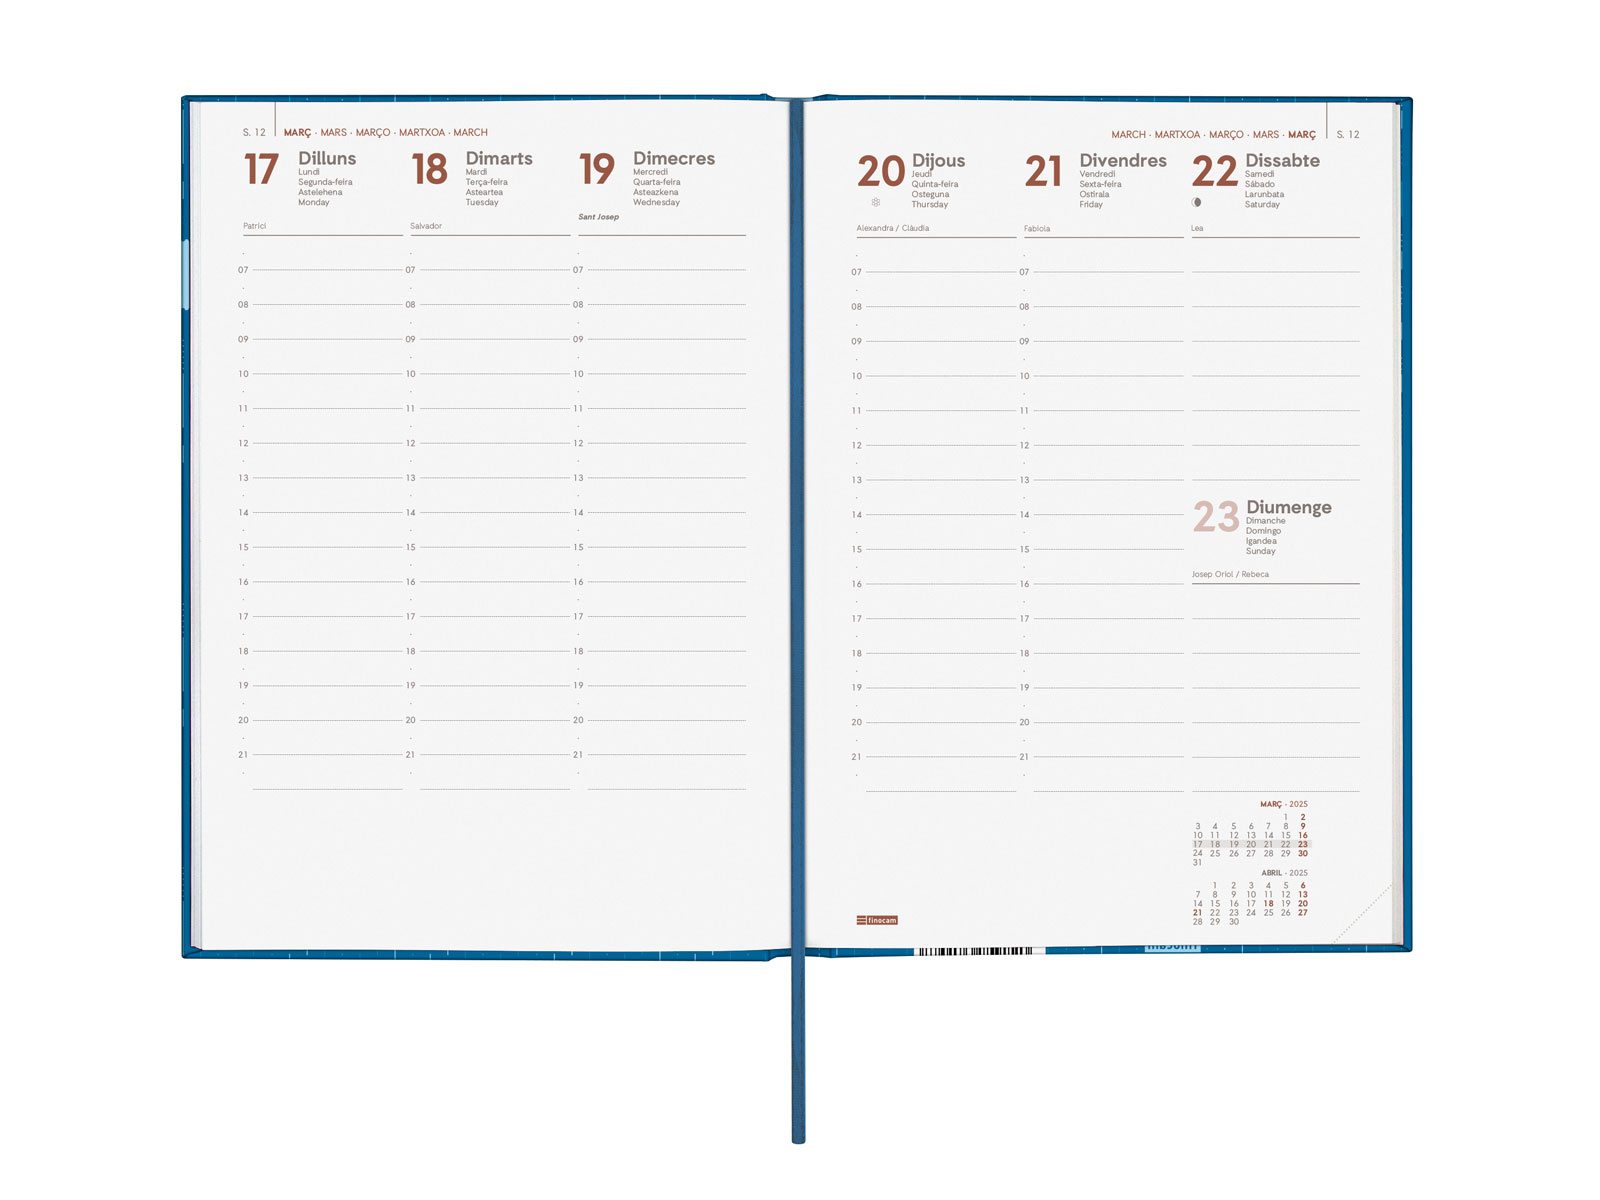 S. 12 MARÇ · MARS · MARÇO · MARTXOA · MARCH
17 Dilluns
Lundi
Segunda-feira
Astelehena
Monday
Patrici
07
08
09
10
11
12
13
14
15
16
17
18
19
20
21
18 Dimarts
Mardi
Terça-feira
Asteartea
Tuesday
Salvador
07
08
09
10
11
12
13
14
15
16
17
18
19
20
21
19 Dimecres
Mercredi
Quarta-feira
Asteazkena
Wednesday
Sant Josep
07
08
09
10
11
12
13
14
15
16
17
18
19
20
21
MARCH · MARTXOA · MARÇO · MARS · MARÇ S. 12
20 Dijous
Jeudi
Quinta-feira
Osteguna
Thursday
Alexandra / Clàudia
07
08
09
10
11
12
13
14
15
16
17
18
19
20
21
21 Divendres
Vendredi
Sexta-feira
Ostirala
Friday
Fabiola
07
08
09
10
11
12
13
14
15
16
17
18
19
20
21
22 Dissabte
Samedi
Sábado
Larunbata
Saturday
Lea
23 Diumenge
Dimanche
Domingo
Igandea
Sunday
Josep Oriol / Rebeca
MARÇ · 2025
1 2
3 4 5 6 7 8 9
10 11 12 13 14 15 16
17 18 19 20 21 22 23
24 25 26 27 28 29 30
31
ABRIL · 2025
1 2 3 4 5 6
7 8 9 10 11 12 13
14 15 16 17 18 19 20
21 22 23 24 25 26 27
28 29 30
finocam